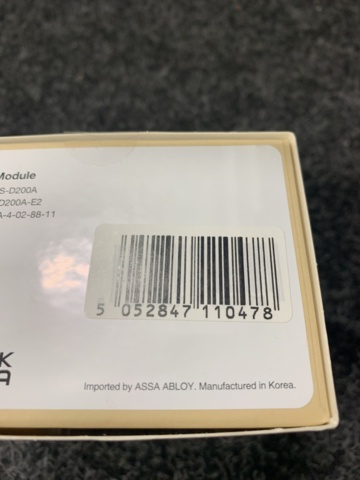 Module
S-D200A
D200A-E2
A-4-02-88-11
5 052847 110478
K
A
Imported by ASSA ABLOY. Manufactured in Korea.